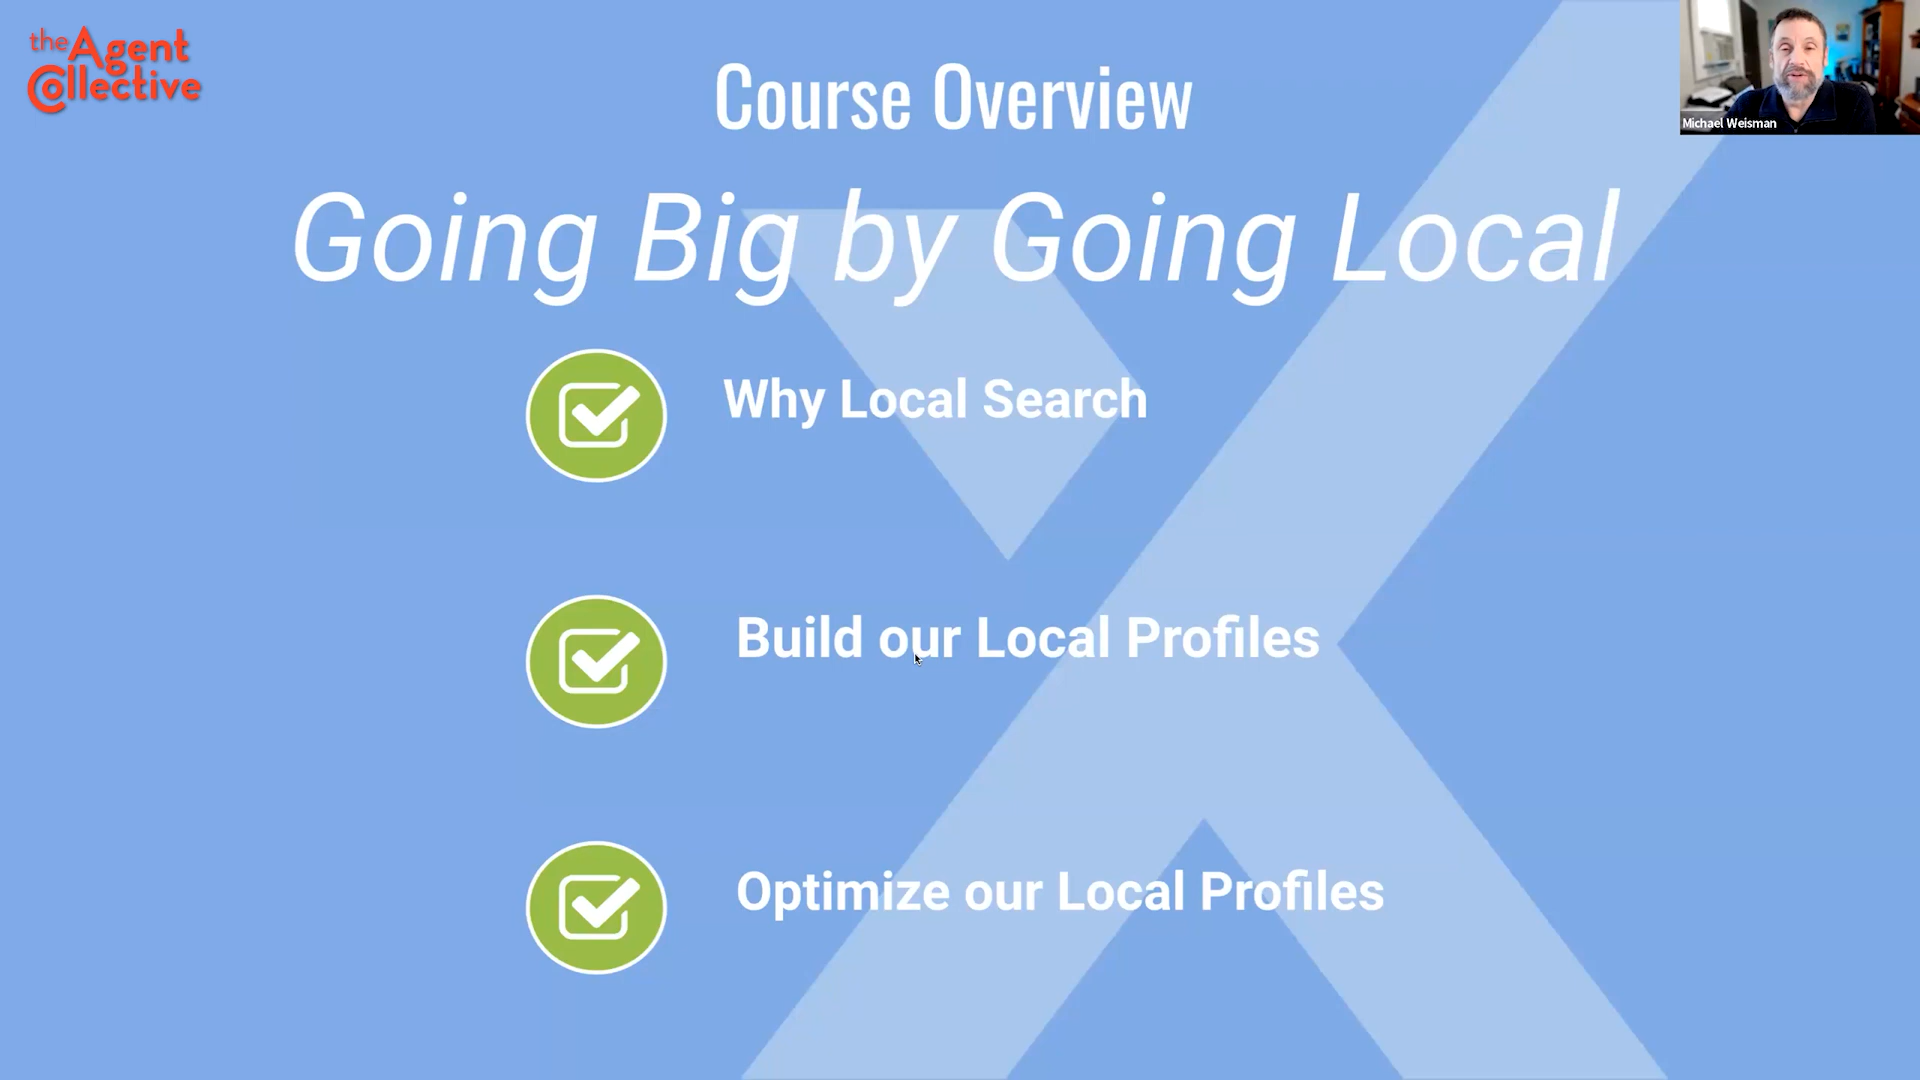 the Agent
Collective
Course Overview
Michael Weisman
Going Big by Going Local
Why Local Search
Build our Local Profiles
Optimize our Local Profiles